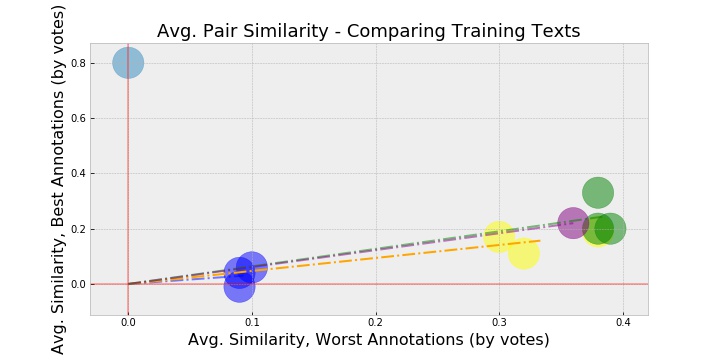 Avg. Pair Similarity - Comparing Training Texts
Avg. Similarity, Best Annotations (by votes)
0.8
0.6
0.4
0.2
0.0
0.0 0.1 0.2 0.3 0.4
Avg. Similarity, Worst Annotations (by votes)